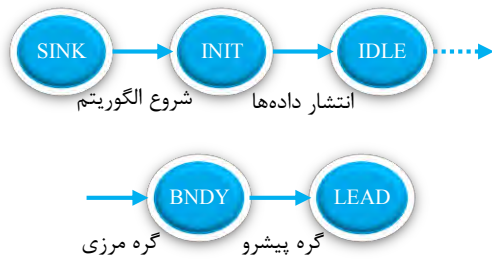 SINK INIT IDLE
شروع الگوریتم انتشار داده‌ها
BNDY LEAD
گره مرزی گره پیشرو